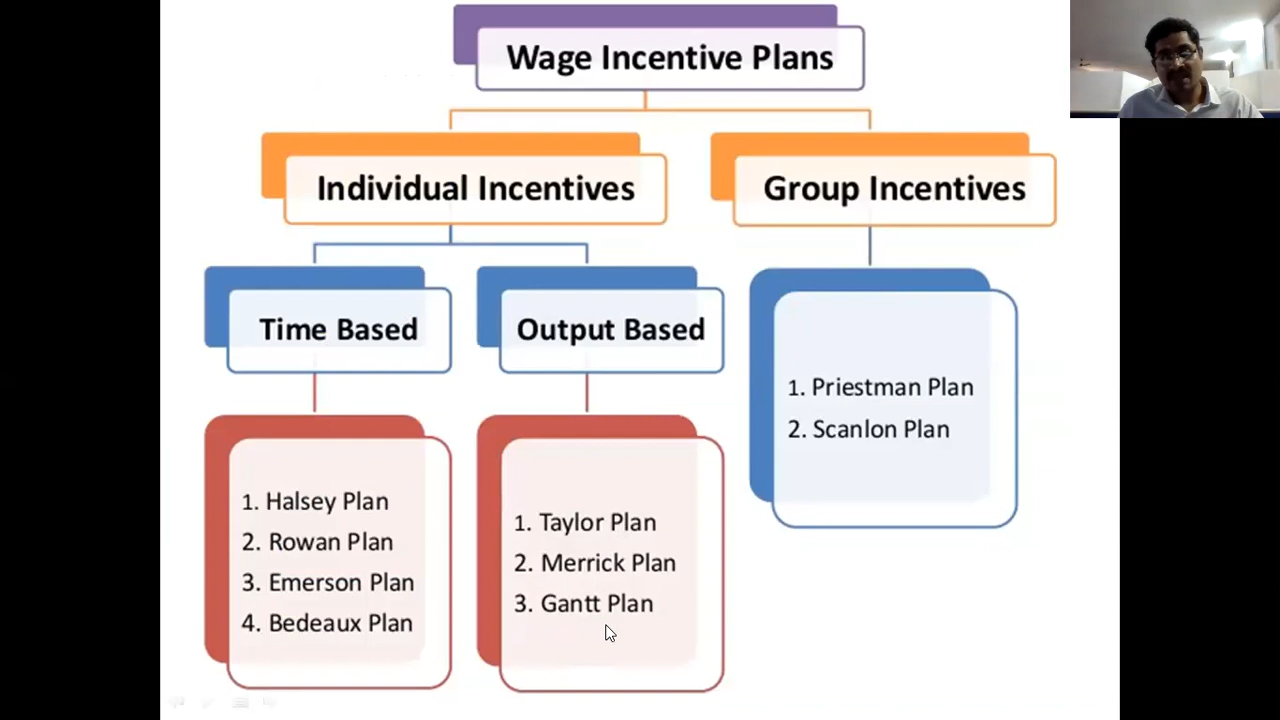 Wage Incentive Plans
Individual Incentives
Group Incentives
Time Based
Output Based
1. Halsey Plan
2. Rowan Plan
3. Emerson Plan
4. Bedeaux Plan
1. Taylor Plan
2. Merrick Plan
3. Gantt Plan
1. Priestman Plan
2. Scanlon Plan